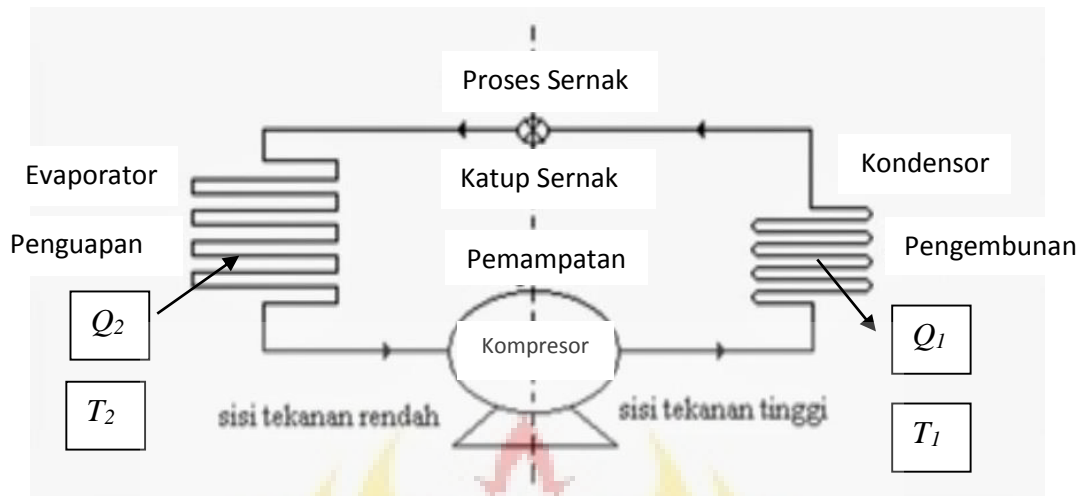 Proses Sernak
Evaporator
Katup Sernak
Kondensor
Penguapan
Pemampatan
Pengembunan
Q2
Kompresor
Q1
T2
sisi tekanan rendah
sisi tekanan tinggi
T1